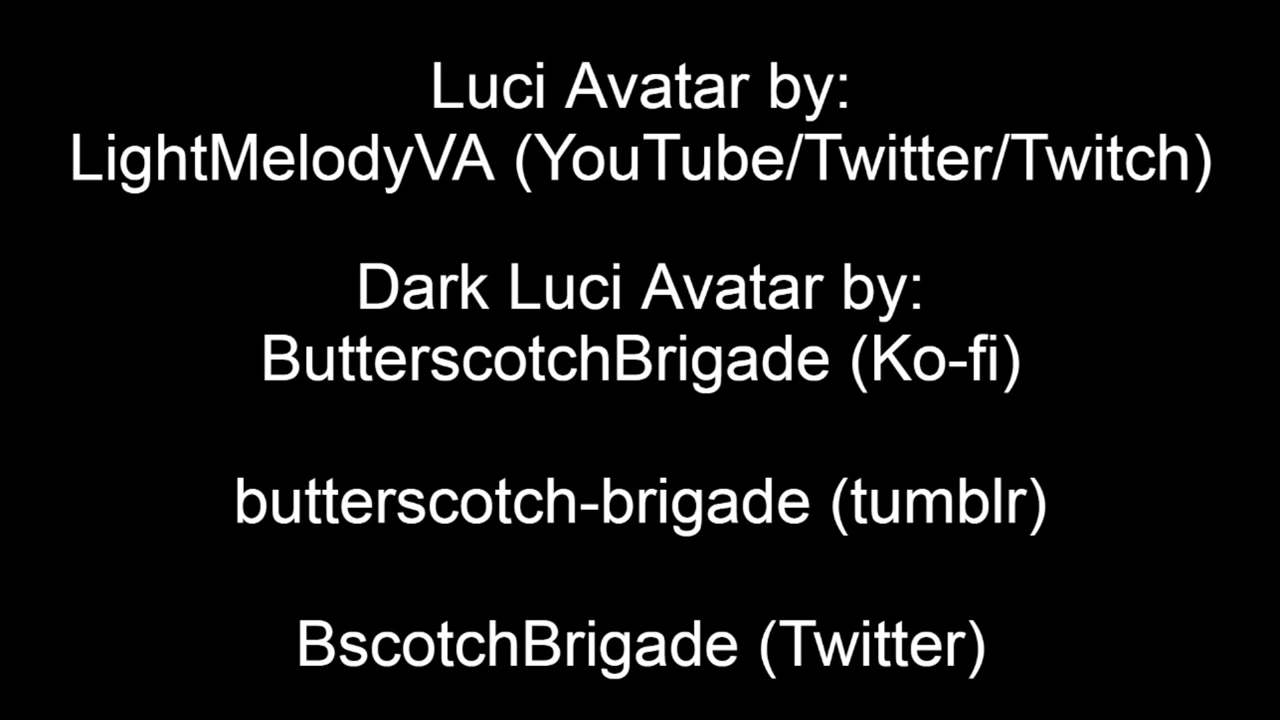 Luci Avatar by:
LightMelodyVA (YouTube/Twitter/Twitch)
Dark Luci Avatar by:
ButterscotchBrigade (Ko-fi)
butterscotch-brigade (tumblr)
BscotchBrigade (Twitter)